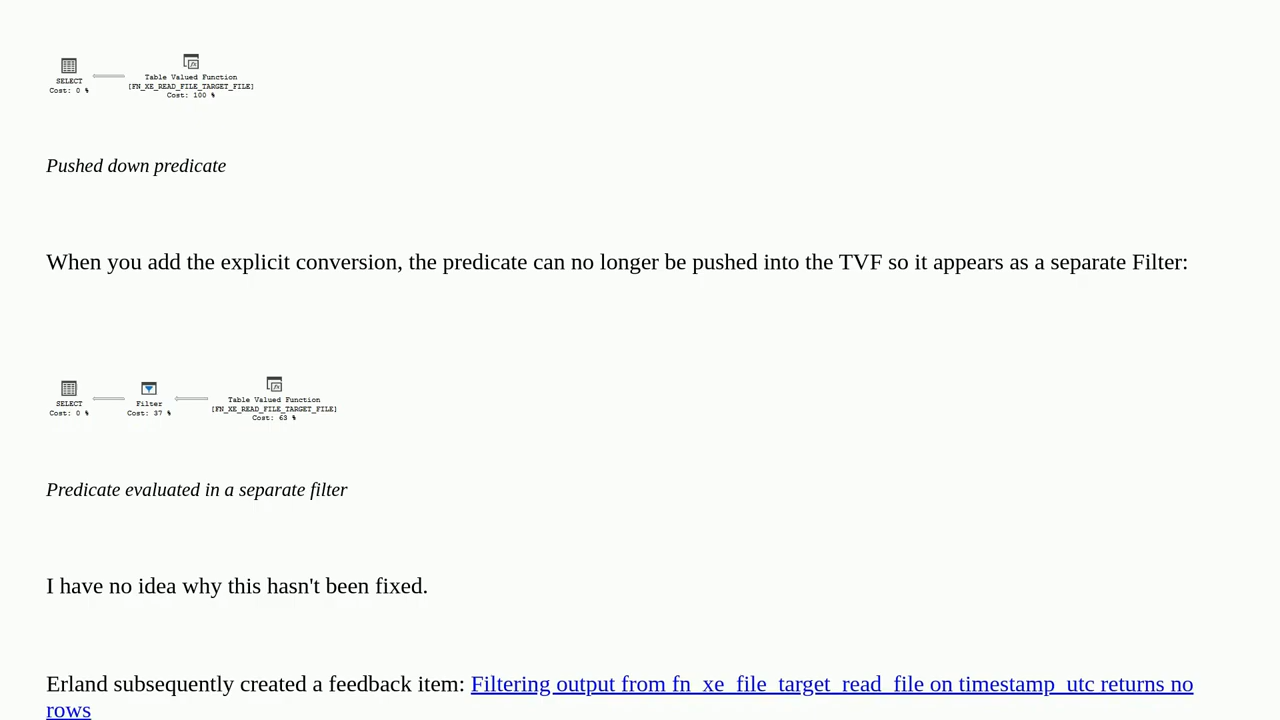 SELECT
Cost: 0 %
Table Valued Function
[FN_XE_READ_FILE_TARGET_FILE]
Cost: 100 %
Pushed down predicate
When you add the explicit conversion, the predicate can no longer be pushed into the TVF so it appears as a separate Filter:
SELECT
Cost: 0 %
Filter
Cost: 37 %
Table Valued Function
[FN_XE_READ_FILE_TARGET_FILE]
Cost: 63 %
Predicate evaluated in a separate filter
I have no idea why this hasn't been fixed.
Erland subsequently created a feedback item: Filtering output from fn_xe_file_target_read_file on timestamp_utc returns no
rows